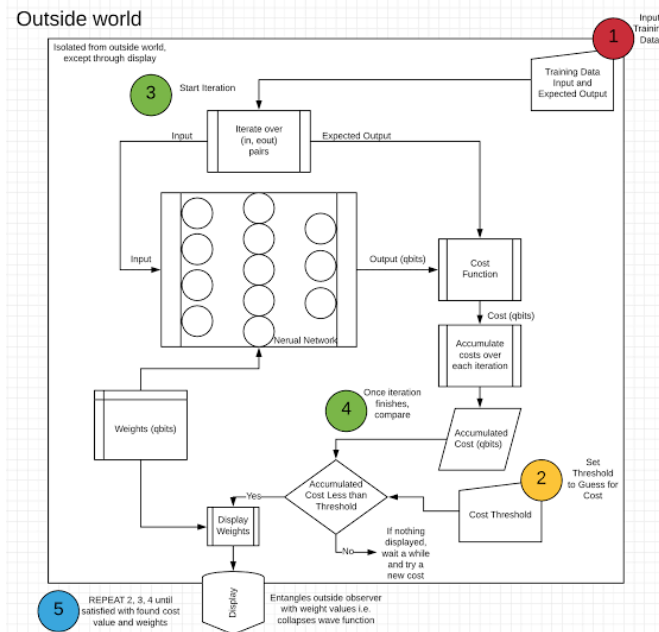 Outside world
Isolated from outside world,
except through display
1
Input
Training
Data
Training Data
Input and
Expected Output
3
Start Iteration
Iterate over
(in, eout)
pairs
Input
Expected Output
Input
Nerual Network
Output (qbits)
Cost
Function
Cost (qbits)
Accumulate
costs over
each iteration
Weights (qbits)
4
Once iteration
finishes,
compare
Accumulated
Cost (qbits)
2
Set
Threshold
to Guess for
Cost
Accumulated
Cost Less than
Threshold
Cost Threshold
Yes
Display
Weights
No
If nothing
displayed,
wait a while
and try a
new cost
5
REPEAT 2, 3, 4 until
satisfied with found cost
value and weights
Display
Entangles outside observer
with weight values i.e.
collapses wave function